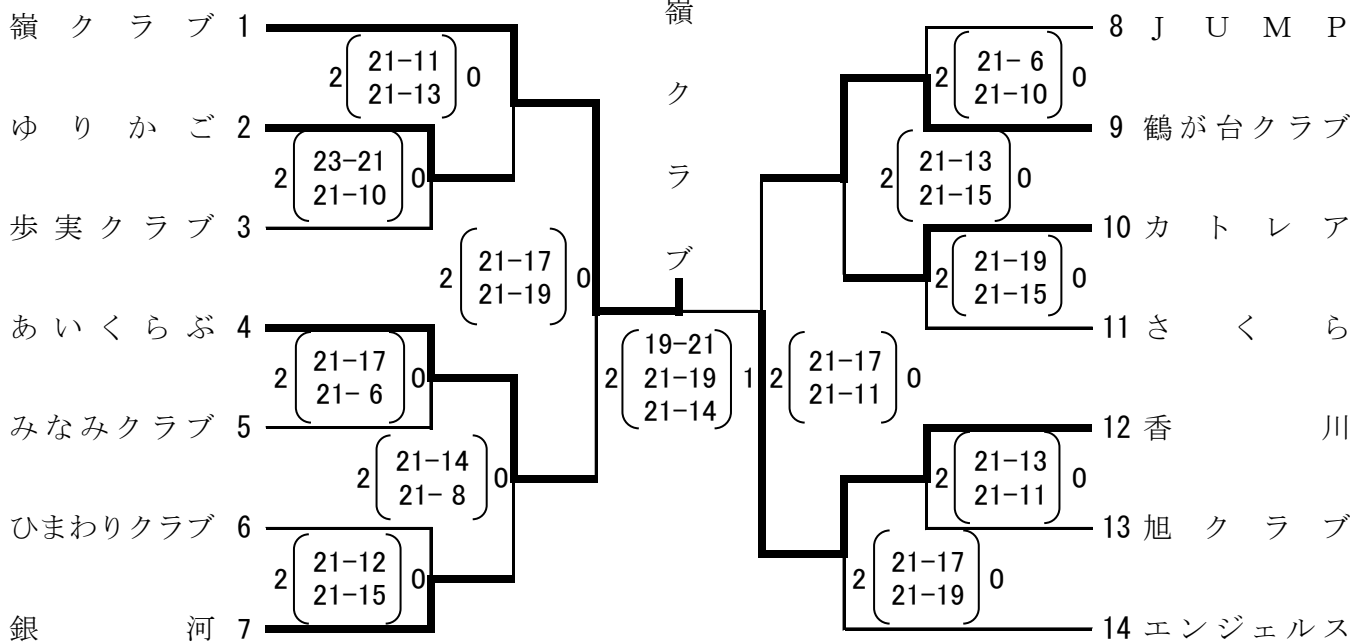 嶺クラブ 1
2 21-11 0
21-13
ゆりかご 2
2 23-21 0
21-10
歩実クラブ 3
2 21-17 0
21-19
あいくらぶ 4
2 21-17 0
21- 6
みなみクラブ 5
2 21-14 0
21- 8
ひまわりクラブ 6
2 21-12 0
21-15
銀河 7
嶺クラブ
2 19-21 1
21-19
21-14
8 JUMP
2 21- 6 0
21-10
9 鶴が台クラブ
2 21-13 0
21-15
10 カトレア
2 21-19 0
21-15
11 さくら
2 21-17 0
21-11
12 香川
2 21-13 0
21-11
13 旭クラブ
2 21-17 0
21-19
14 エンジェルス